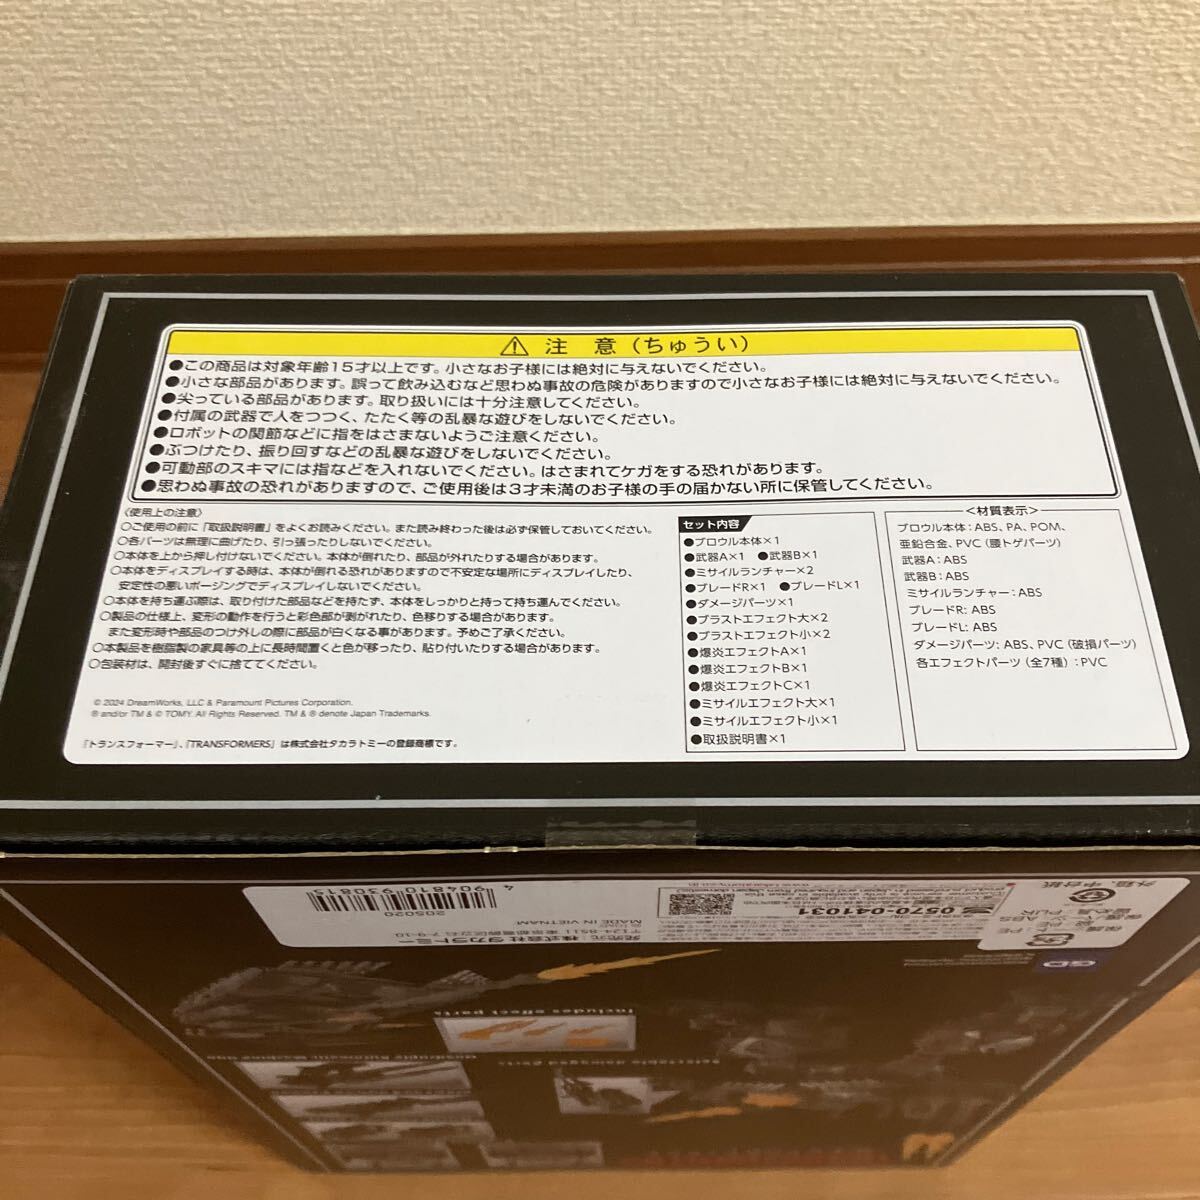 ⚠ 注 意 (ちゅうい)
●この商品は対象年齢15才以上です。小さなお子様には絶対に与えないでください。
●小さな部品があります。誤って飲み込むなど思わぬ事故の危険がありますので小さなお子様には絶対に与えないでください。
●尖っている部品があります。取り扱いには十分注意してください。
●付属の武器で人をつつく、たたく等の乱暴な遊びをしないでください。
●ロボットの関節などに指をはさまないようご注意ください。
●ぶつけたり、振り回すなどの乱暴な遊びをしないでください。
●可動部のスキマには指などを入れないでください。はさまれてケガをする恐れがあります。
●思わぬ事故の恐れがありますので、ご使用後は3才未満のお子様の手の届かない所に保管してください。
〈使用上の注意〉
○ご使用の前に「取扱説明書」をよくお読みください。また読み終わった後は必ず保管しておいてください。
○各パーツは無理に曲げたり、引っ張ったりしないでください。
○本体を上から押し付けないでください。本体が倒れたり、部品が外れたりする場合があります。
○本体をディスプレイする時は、本体が倒れる恐れがありますので不安定な場所にディスプレイしたり、
安定性の悪いポージングでディスプレイしないでください。
○本体を持ち運ぶ際は、取り付けた部品などを持たず、本体をしっかりと持って持ち運んでください。
○製品の仕様上、変形の動作を行うと彩色部が剥がれたり、色移りする場合があります。
また変形時や部品のつけ外しの際に部品が白くなる事があります。予めご了承ください。
○本製品を樹脂製の家具等の上に長時間置くと色が移ったり、貼り付いたりする場合があります。
○包装材は、開封後すぐに捨ててください。
© 2024 DreamWorks, LLC & Paramount Pictures Corporation.
® and/or TM & © TOMY. All Rights Reserved. TM & ® denote Japan Trademarks.
「トランスフォーマー」、「TRANSFORMERS」は株式会社タカラトミーの登録商標です。
セット内容
●ブロウル本体×1
●武器A×1 ●武器B×1
●ミサイルランチャー×2
●ブレードR×1 ●ブレードL×1
●ダメージパーツ×1
●ブラストエフェクト大×2
●ブラストエフェクト小×2
●爆炎エフェクトA×1
●爆炎エフェクトB×1
●爆炎エフェクトC×1
●ミサイルエフェクト大×1
●ミサイルエフェクト小×1
●取扱説明書×1
<材質表示>
ブロウル本体：ABS、PA、POM、
亜鉛合金、PVC（腰トゲパーツ）
武器A：ABS
武器B：ABS
ミサイルランチャー：ABS
ブレードR：ABS
ブレードL：ABS
ダメージパーツ：ABS、PVC（破損パーツ）
各エフェクトパーツ（全7種）：PVC
4 904810 930815
205020
MADE IN VIETNAM
発売元 株式会社タカラトミー
〒124-8511 東京都葛飾区立石7-9-10
0570-041031
外箱、中台紙
Includes effect parts